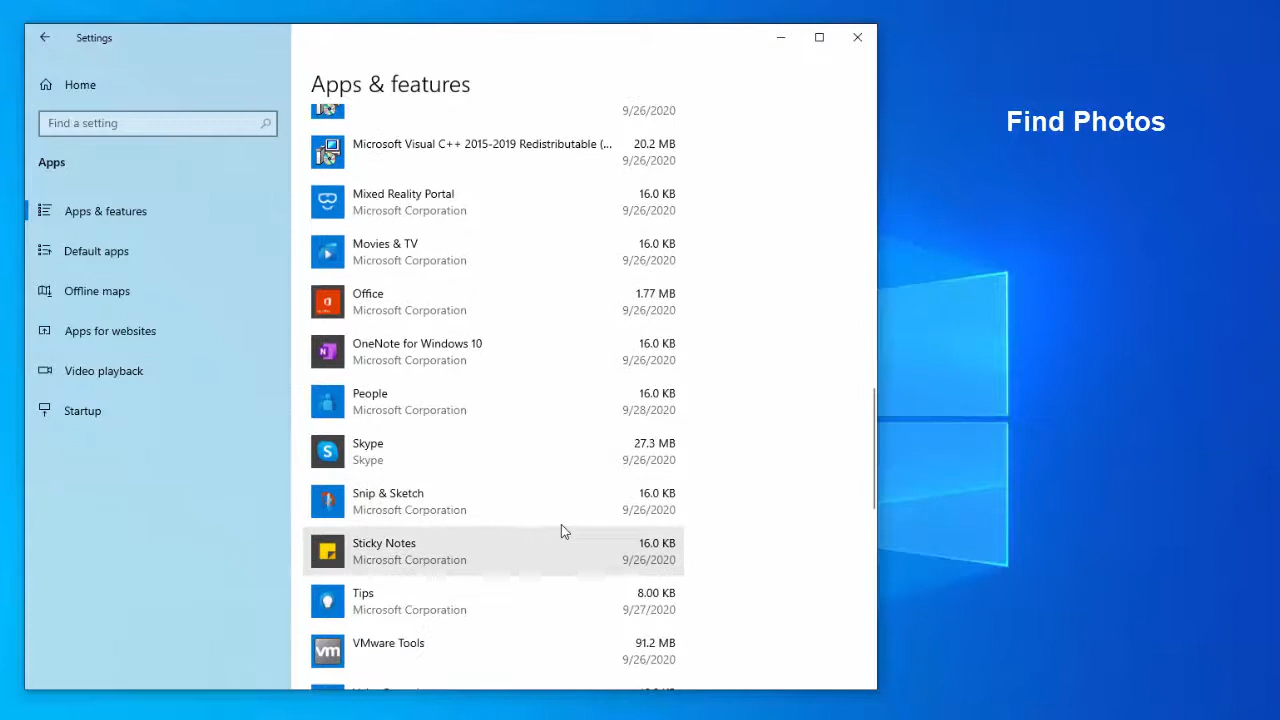 Settings
Home
Find a setting
Apps
Apps & features
Default apps
Offline maps
Apps for websites
Video playback
Startup
Apps & features
9/26/2020
Microsoft Visual C++ 2015-2019 Redistributable (... 20.2 MB
9/26/2020
Mixed Reality Portal 16.0 KB
Microsoft Corporation 9/26/2020
Movies & TV 16.0 KB
Microsoft Corporation 9/26/2020
Office 1.77 MB
Microsoft Corporation 9/26/2020
OneNote for Windows 10 16.0 KB
Microsoft Corporation 9/26/2020
People 16.0 KB
Microsoft Corporation 9/28/2020
Skype 27.3 MB
Skype 9/26/2020
Snip & Sketch 16.0 KB
Microsoft Corporation 9/26/2020
Sticky Notes 16.0 KB
Microsoft Corporation 9/26/2020
Tips 8.00 KB
Microsoft Corporation 9/27/2020
vm VMware Tools 91.2 MB
9/26/2020
Find Photos